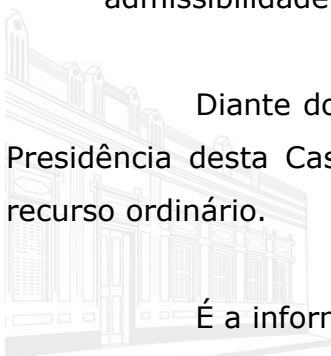 admissibilidade
Diante do
Presidência desta Cas
recurso ordinário.
É a inform